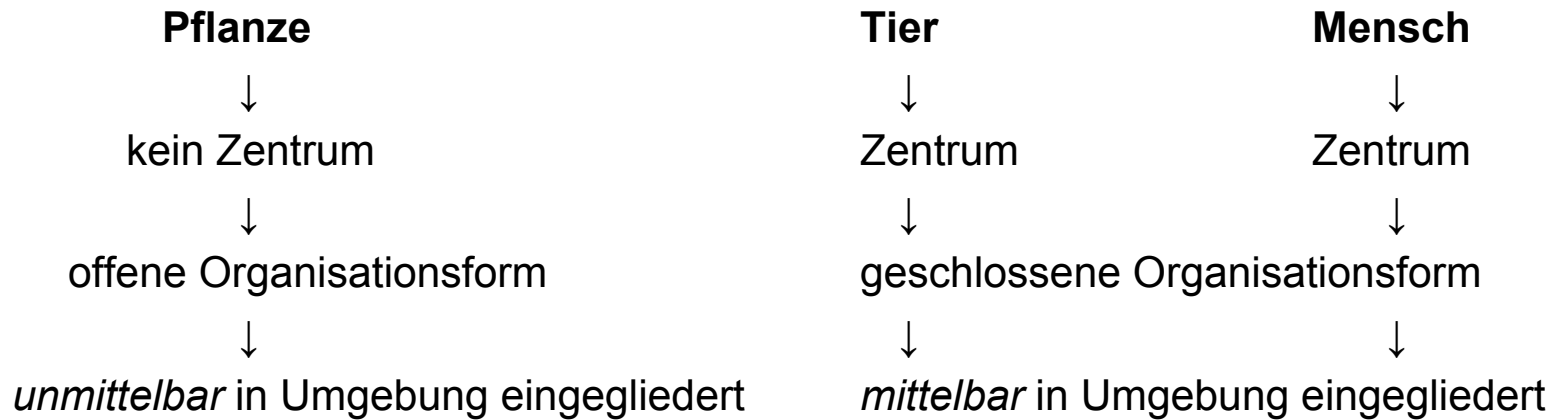 Pflanze Tier Mensch
↓ ↓ ↓
kein Zentrum Zentrum Zentrum
↓ ↓ ↓
offene Organisationsform geschlossene Organisationsform
↓ ↓ ↓
unmittelbar in Umgebung eingegliedert mittelbar in Umgebung eingegliedert